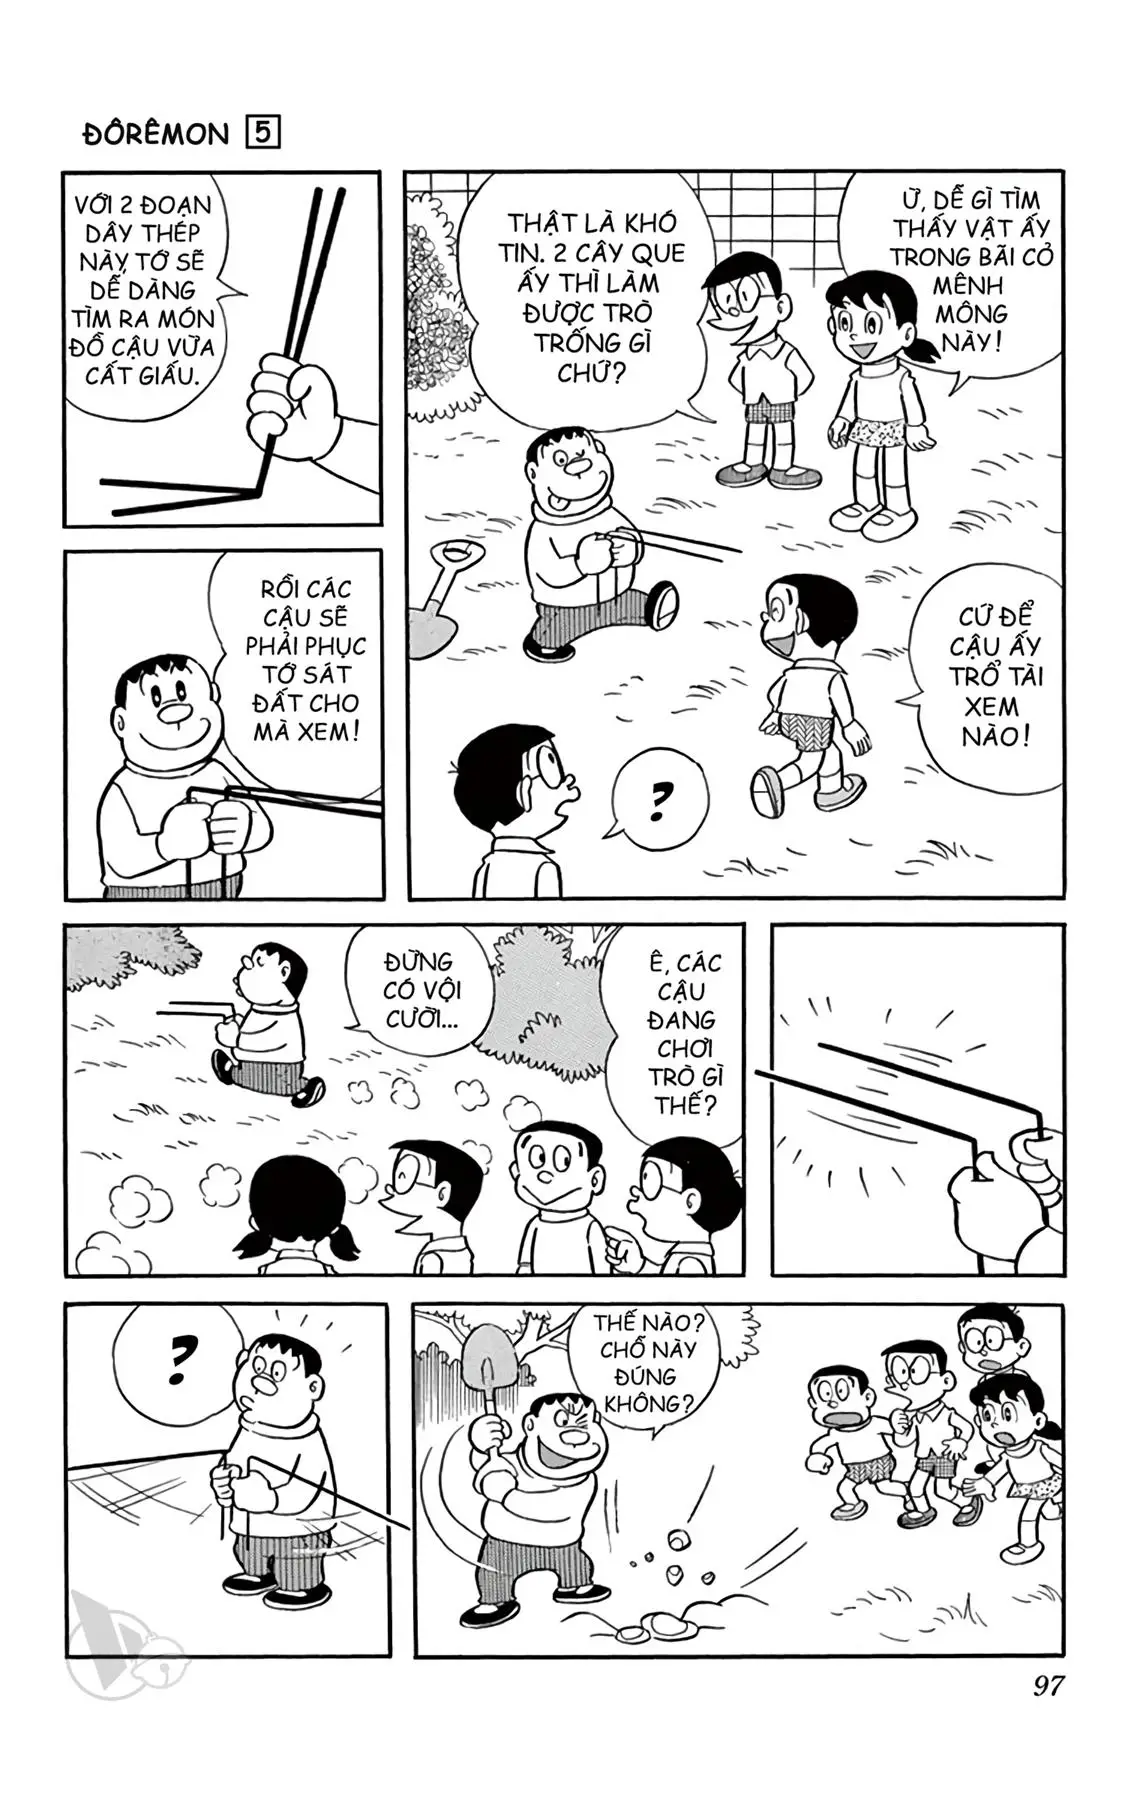 ĐÔRÊMON 5
VỚI 2 ĐOẠN
DÂY THÉP
NÀY, TỚ SẼ
DỄ DÀNG
TÌM RA MÓN
ĐỒ CẬU VỪA
CẤT GIẤU.
RỒI CÁC
CẬU SẼ
PHẢI PHỤC
TỚ SÁT
ĐẤT CHO
MÀ XEM!
THẬT LÀ KHÓ
TIN. 2 CÂY QUE
ẤY THÌ LÀM
ĐƯỢC TRÒ
TRỐNG GÌ
CHỨ?
Ừ, DỄ GÌ TÌM
THẤY VẬT ẤY
TRONG BÃI CỎ
MÊNH
MÔNG
NÀY!
CỨ ĐỂ
CẬU ẤY
TRỔ TÀI
XEM
NÀO!
?
ĐỪNG
CÓ VỘI
CƯỜI...
Ê, CÁC
CẬU
ĐANG
CHƠI
TRÒ GÌ
THẾ?
?
THẾ NÀO?
CHỖ NÀY
ĐÚNG
KHÔNG?
97